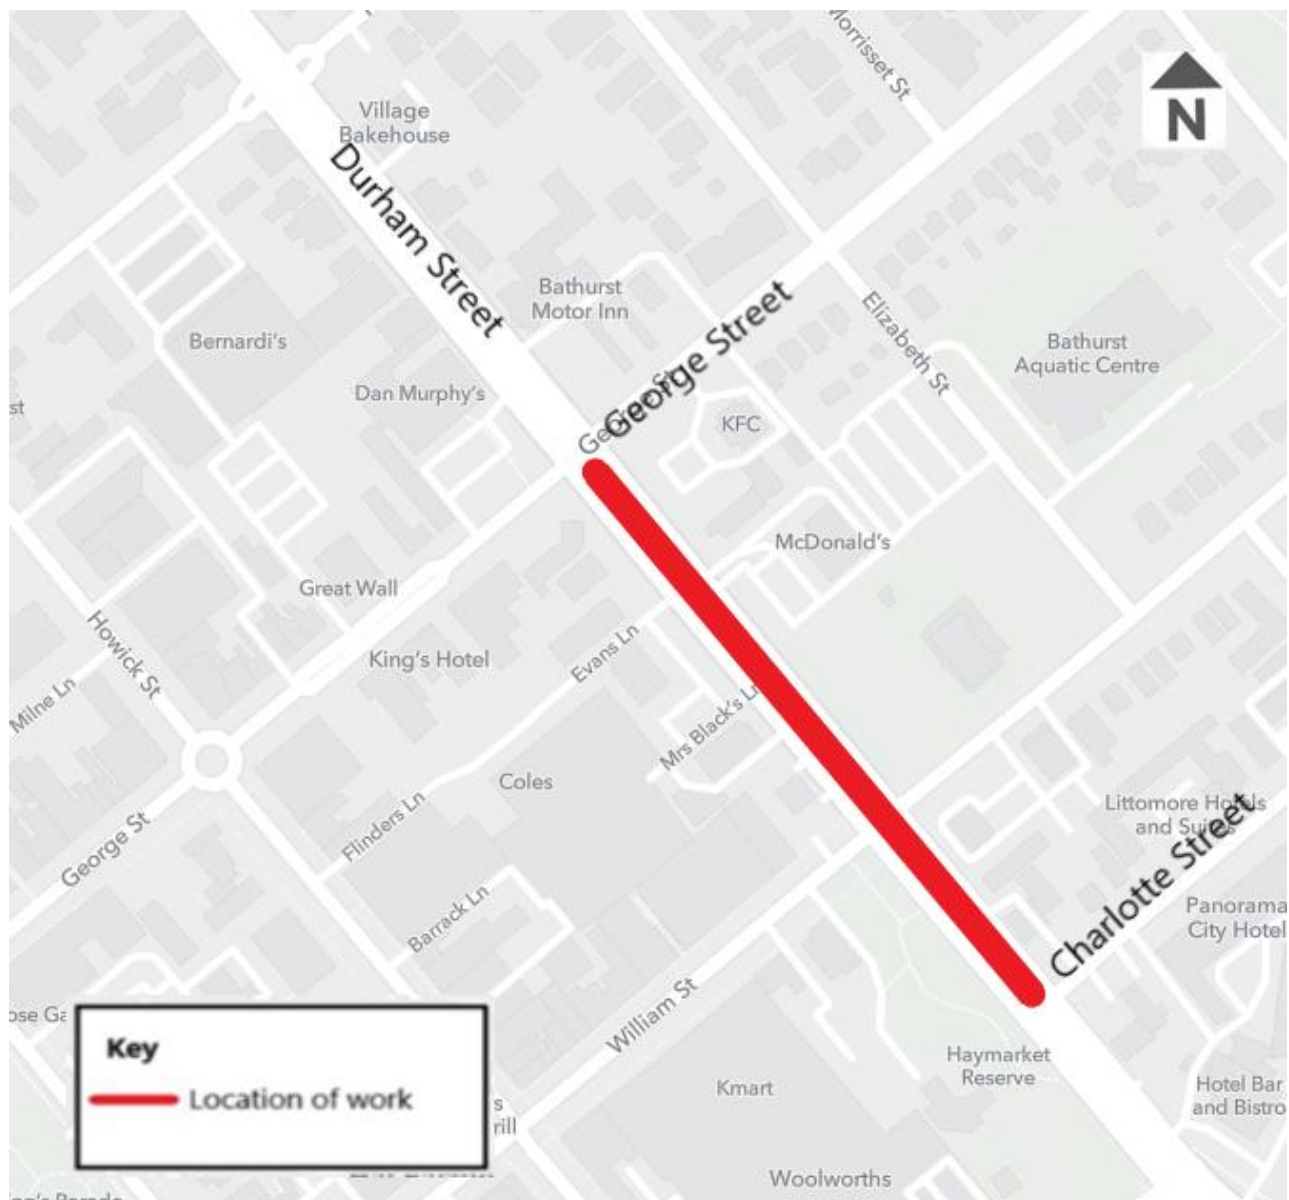 Morrisset St
N
Village
Bakehouse
Durham Street
Bathurst
Motor Inn
George Street
Elizabeth St
Bathurst
Aquatic Centre
Bernardi's
Dan Murphy's
st
KFC
McDonald's
Great Wall
Howick St
King's Hotel
Evans Ln
Milne Ln
Mrs Black's Ln
Coles
Flinders Ln
Littomore Hotels
and Suites
Charlotte Street
George St
Barrack Ln
Panorama
City Hotel
William St
Haymarket
Reserve
Kmart
Hotel Bar
and Bistro
Key
Location of work
Woolworths